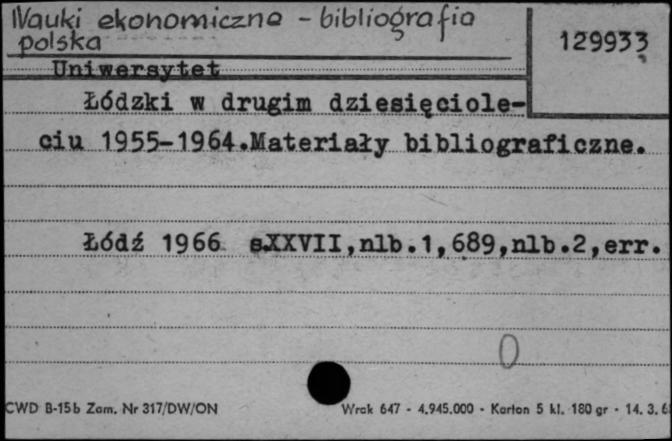 Nauki ekonomiczne - bibliografia
polska
129933
Uniwersytet
Łódzki w drugim dziesięciole-
ciu 1955-1964.Materiały bibliograficzne.
Łódź 1966 s.XXVII,nlb.1,689,nlb.2,err.
0
CWD B-15b Zam. Nr 317/DW/ON
Wrak 647 - 4.945.000 - Karton 5 kl. 180 gr - 14. 3. 6